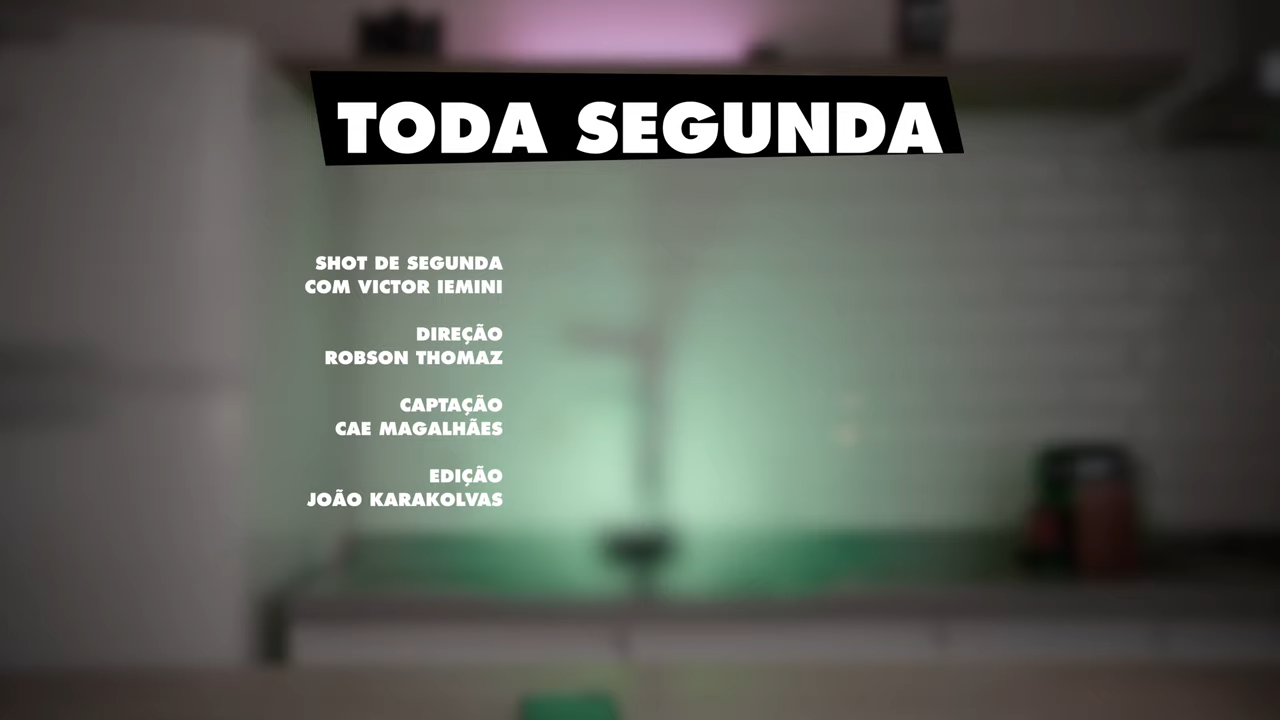 TODA SEGUNDA
SHOT DE SEGUNDA
COM VICTOR IEMINI
DIREÇÃO
ROBSON THOMAZ
CAPTAÇÃO
CAE MAGALHÃES
EDIÇÃO
JOÃO KARAKOLVAS